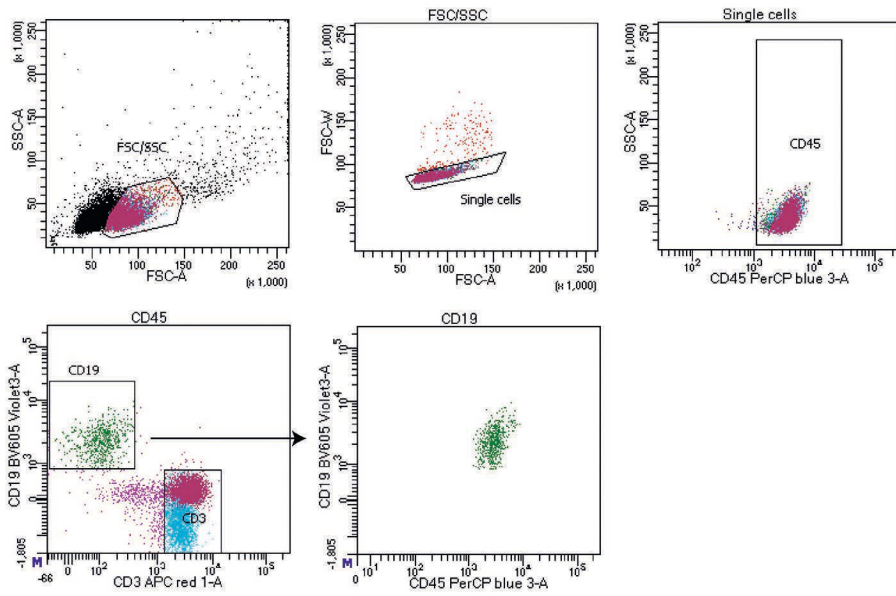 FSC/SSC
Single cells
(x 1,000)
(x 1,000)
(x 1,000)
250
250
250
200
200
200
SSC-A
FSC-W
SSC-A
150
150
150
FSC/SSC
CD45
100
100
100
Single cells
50
50
50
50 100 150 200 250
50 100 150 200 250
10² 10³ 10⁴ 10⁵
FSC-A
FSC-A
CD45 PerCP blue 3-A
(x 1,000)
(x 1,000)
CD45
CD19
CD19 BV605 Violet3-A
CD19 BV605 Violet3-A
10⁵
10⁵
CD19
10⁴
10⁴
10³
10³
0
0
CD3
-1,805
-1,805
M
M
-66 0 10² 10³ 10⁴ 10⁵
0 10¹ 10² 10³ 10⁴ 10⁵
CD3 APC red 1-A
CD45 PerCP blue 3-A